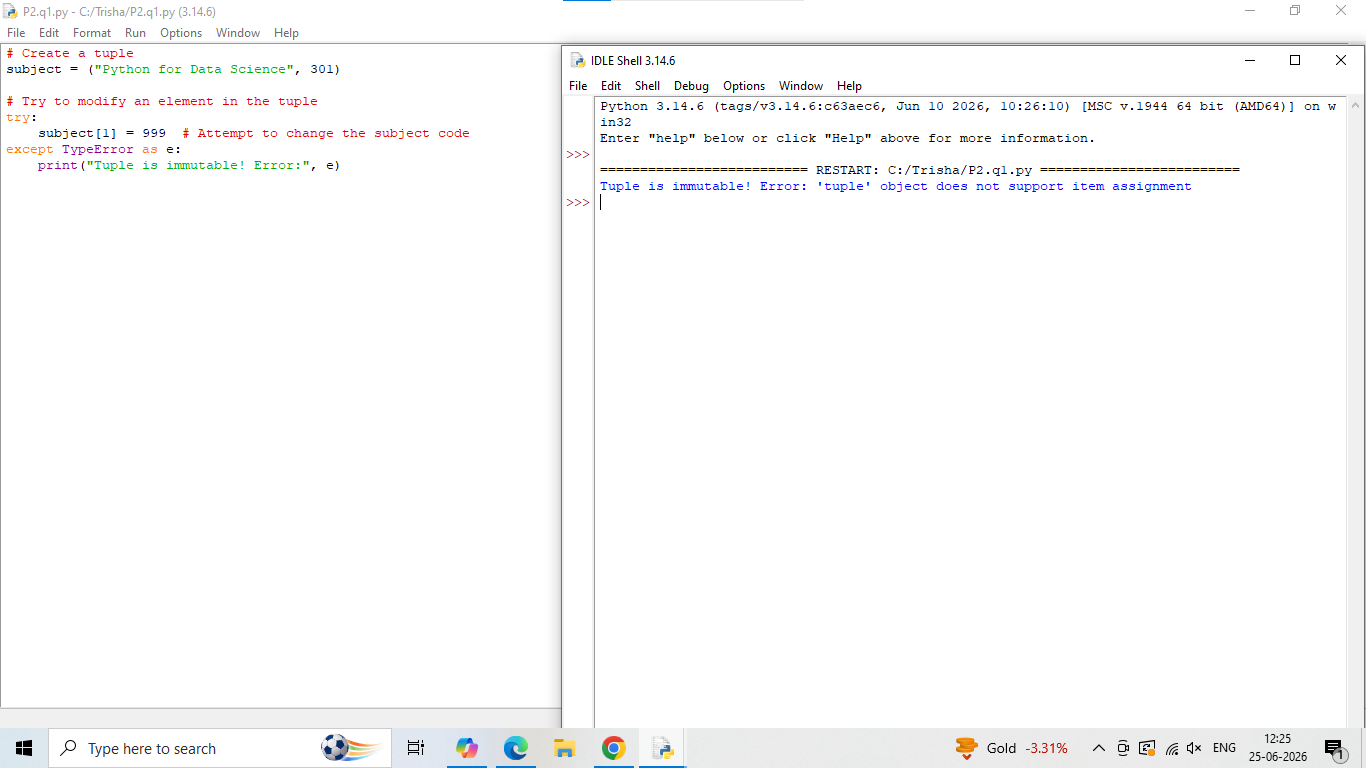 P2.q1.py - C:/Trisha/P2.q1.py (3.14.6)
File Edit Format Run Options Window Help
# Create a tuple
subject = ("Python for Data Science", 301)
# Try to modify an element in the tuple
try:
    subject[1] = 999  # Attempt to change the subject code
except TypeError as e:
    print("Tuple is immutable! Error:", e)
IDLE Shell 3.14.6
File Edit Shell Debug Options Window Help
Python 3.14.6 (tags/v3.14.6:c63aec6, Jun 10 2026, 10:26:10) [MSC v.1944 64 bit (AMD64)] on w
in32
Enter "help" below or click "Help" above for more information.
>>>
========================== RESTART: C:/Trisha/P2.q1.py =========================
Tuple is immutable! Error: 'tuple' object does not support item assignment
>>>
Type here to search
Gold -3.31%
ENG
12:25
25-06-2026
1